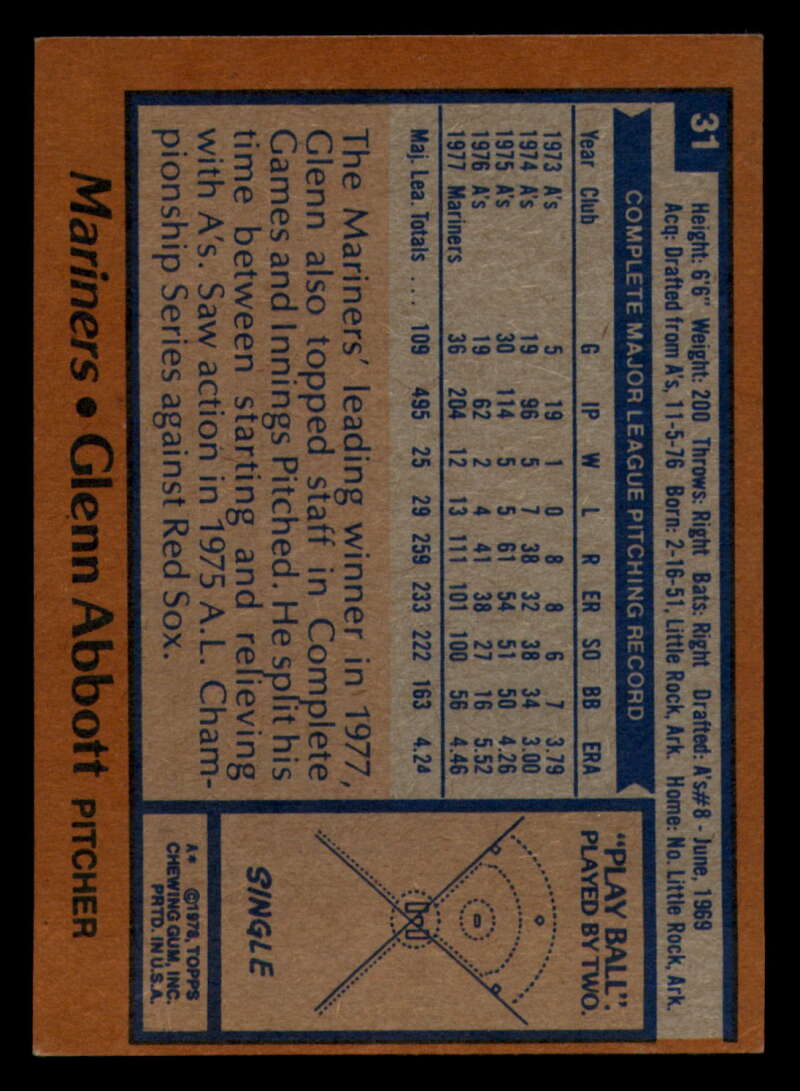 31
Height: 6'6" Weight: 200 Throws: Right Bats: Right Drafted: A's#8 - June, 1969
Acq: Drafted from A's, 11-5-76 Born: 2-16-51, Little Rock, Ark. Home: No. Little Rock, Ark.
COMPLETE MAJOR LEAGUE PITCHING RECORD
Year Club G IP W L R ER SO BB ERA
1973 A's 5 19 1 0 8 8 6 7 3.79
1974 A's 19 96 5 7 38 32 38 34 3.00
1975 A's 30 114 5 5 61 54 51 50 4.26
1976 A's 19 62 2 4 41 38 27 16 5.52
1977 Mariners 36 204 12 13 111 101 100 56 4.46
Maj. Lea. Totals .... 109 495 25 29 259 233 222 163 4.24
The Mariners' leading winner in 1977,
Glenn also topped staff in Complete
Games and Innings Pitched. He split his
time between starting and relieving
with A's. Saw action in 1975 A.L. Cham-
pionship Series against Red Sox.
"PLAY BALL".
PLAYED BY TWO.
SINGLE
A* ©1978, TOPPS
CHEWING GUM, INC.
PRTD. IN U.S.A.
Mariners • Glenn Abbott PITCHER